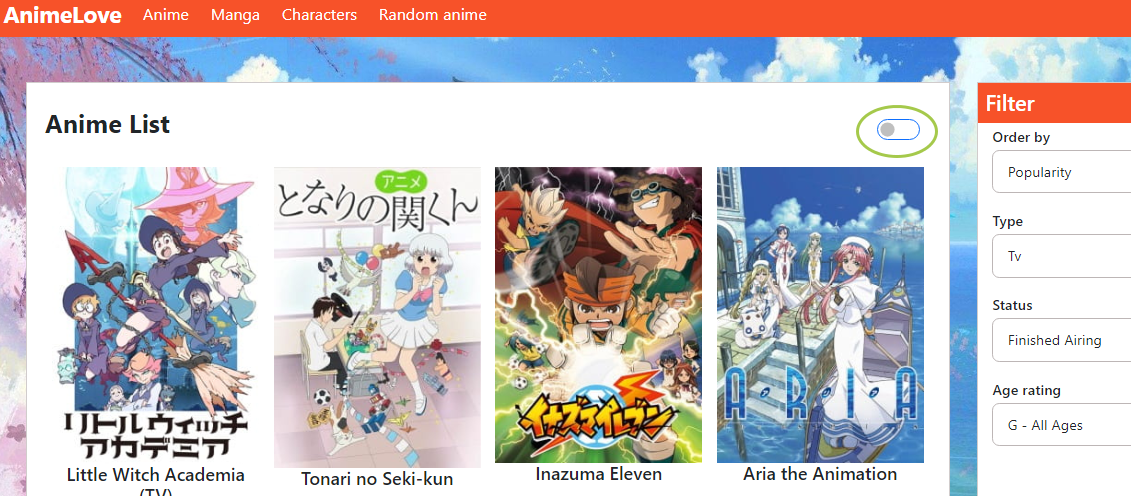 AnimeLove Anime Manga Characters Random anime
Anime List
リトルウィッチ
アカデミア
Little Witch Academia
(TV)
アニメ
となりの関くん
Tonari no Seki-kun
イナズマイレブン
Inazuma Eleven
ARIA
Aria the Animation
Filter
Order by
Popularity
Type
Tv
Status
Finished Airing
Age rating
G - All Ages